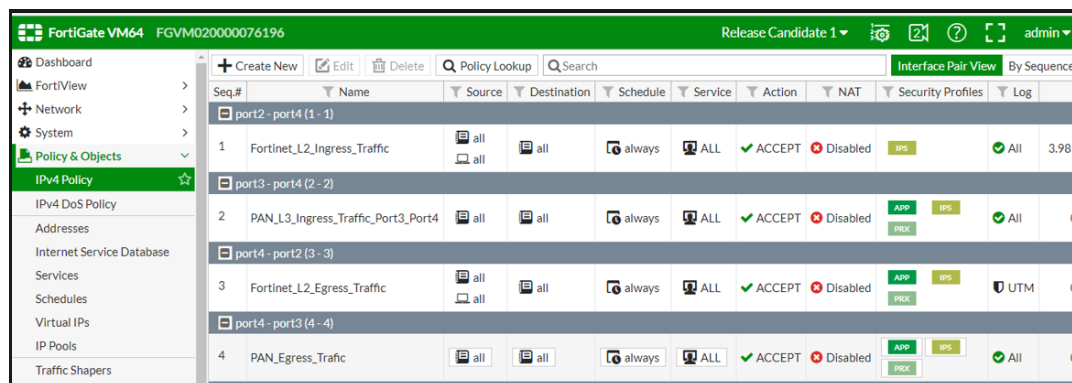 FortiGate VM64 FGVM020000076196 Release Candidate 1 2 admin
Dashboard
FortiView
Network
System
Policy & Objects
IPv4 Policy
IPv4 DoS Policy
Addresses
Internet Service Database
Services
Schedules
Virtual IPs
IP Pools
Traffic Shapers
Create New Edit Delete Policy Lookup Search Interface Pair View By Sequence
Seq.# Name Source Destination Schedule Service Action NAT Security Profiles Log
port2 - port4 (1 - 1)
1 Fortinet_L2_Ingress_Traffic all all all always ALL ACCEPT Disabled IPS All 3.98
port3 - port4 (2 - 2)
2 PAN_L3_Ingress_Traffic_Port3_Port4 all all always ALL ACCEPT Disabled APP IPS PRX All
port4 - port2 (3 - 3)
3 Fortinet_L2_Egress_Traffic all all all always ALL ACCEPT Disabled APP IPS PRX UTM
port4 - port3 (4 - 4)
4 PAN_Egress_Trafic all all always ALL ACCEPT Disabled APP IPS PRX All